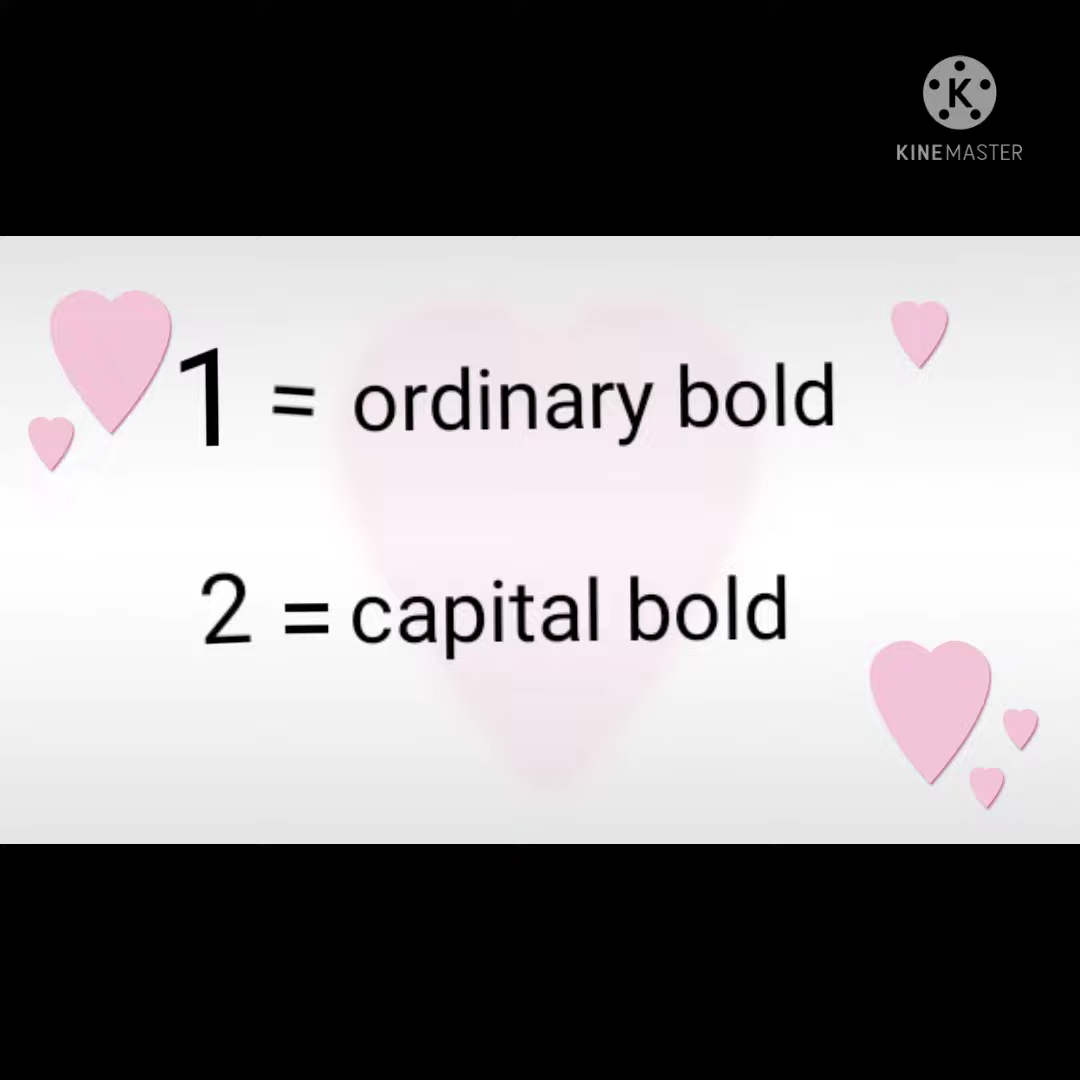 K
KINEMASTER
1 = ordinary bold
2 = capital bold